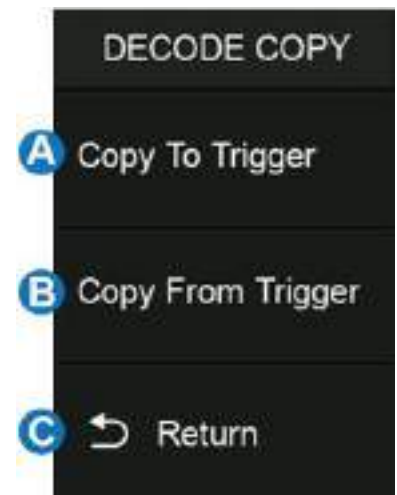 DECODE COPY
A Copy To Trigger
B Copy From Trigger
C Return